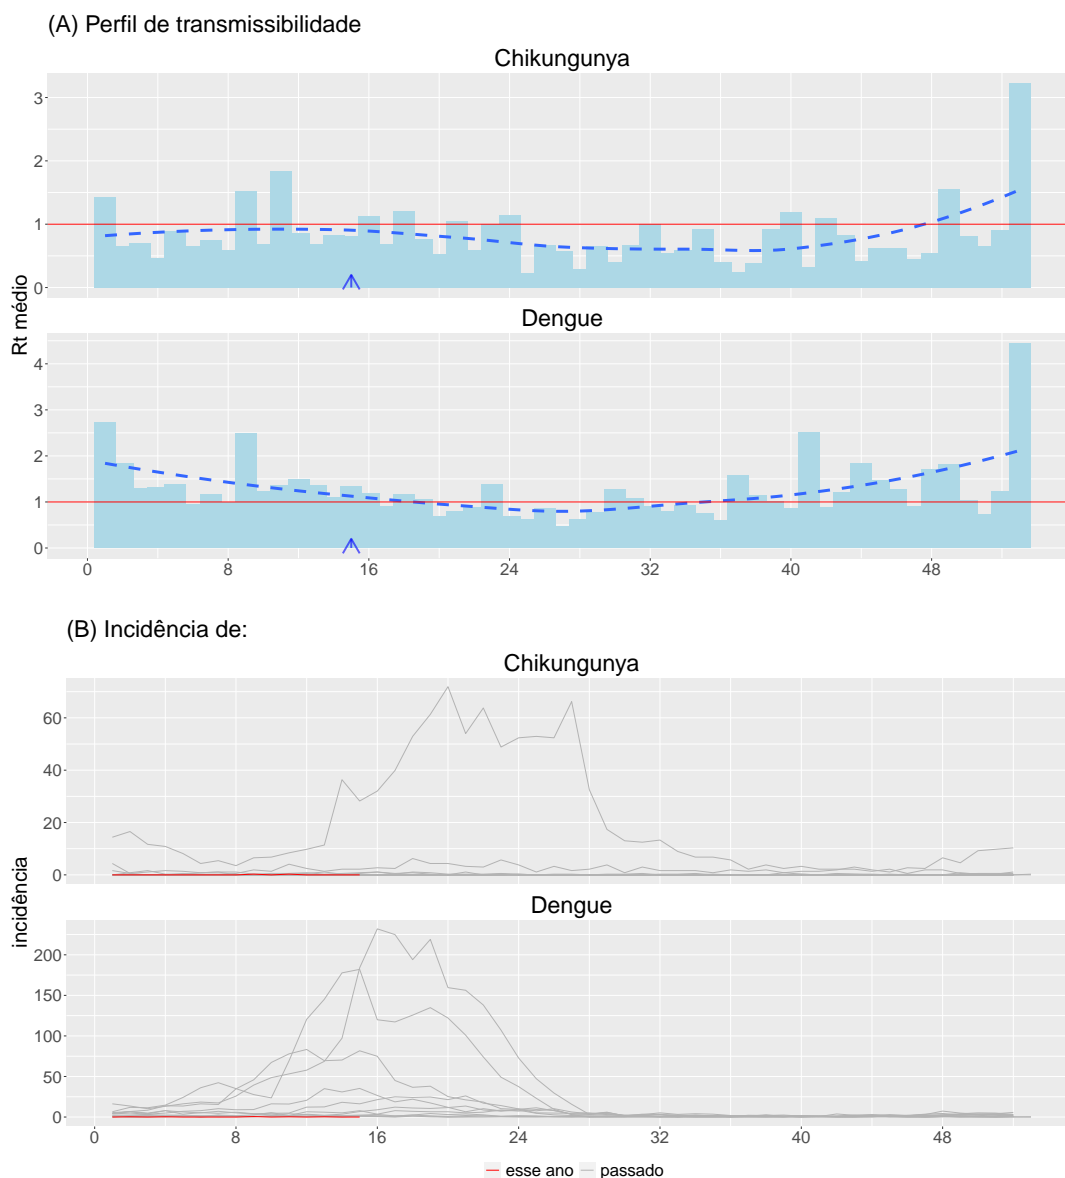 (A) Perfil de transmissibilidade
Chikungunya
3
2
1
0
Dengue
4
3
2
1
0
Rt médio
0 8 16 24 32 40 48
(B) Incidência de:
Chikungunya
60
40
20
0
Dengue
200
150
100
50
0
incidência
0 8 16 24 32 40 48
esse ano passado